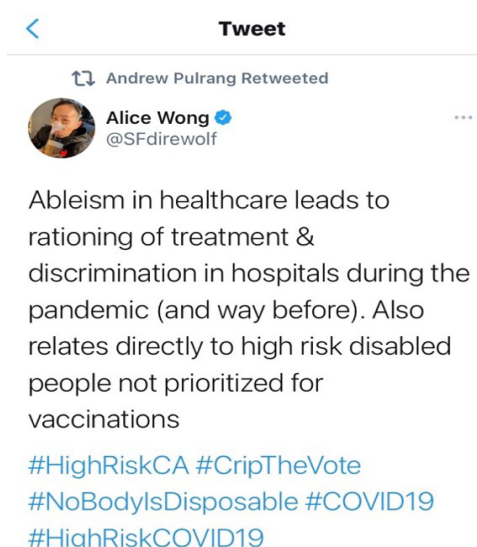 Tweet
Andrew Pulrang Retweeted
Alice Wong
@SFdirewolf
Ableism in healthcare leads to
rationing of treatment &
discrimination in hospitals during the
pandemic (and way before). Also
relates directly to high risk disabled
people not prioritized for
vaccinations
#HighRiskCA #CripTheVote
#NoBodyIsDisposable #COVID19
#HighRiskCOVID19